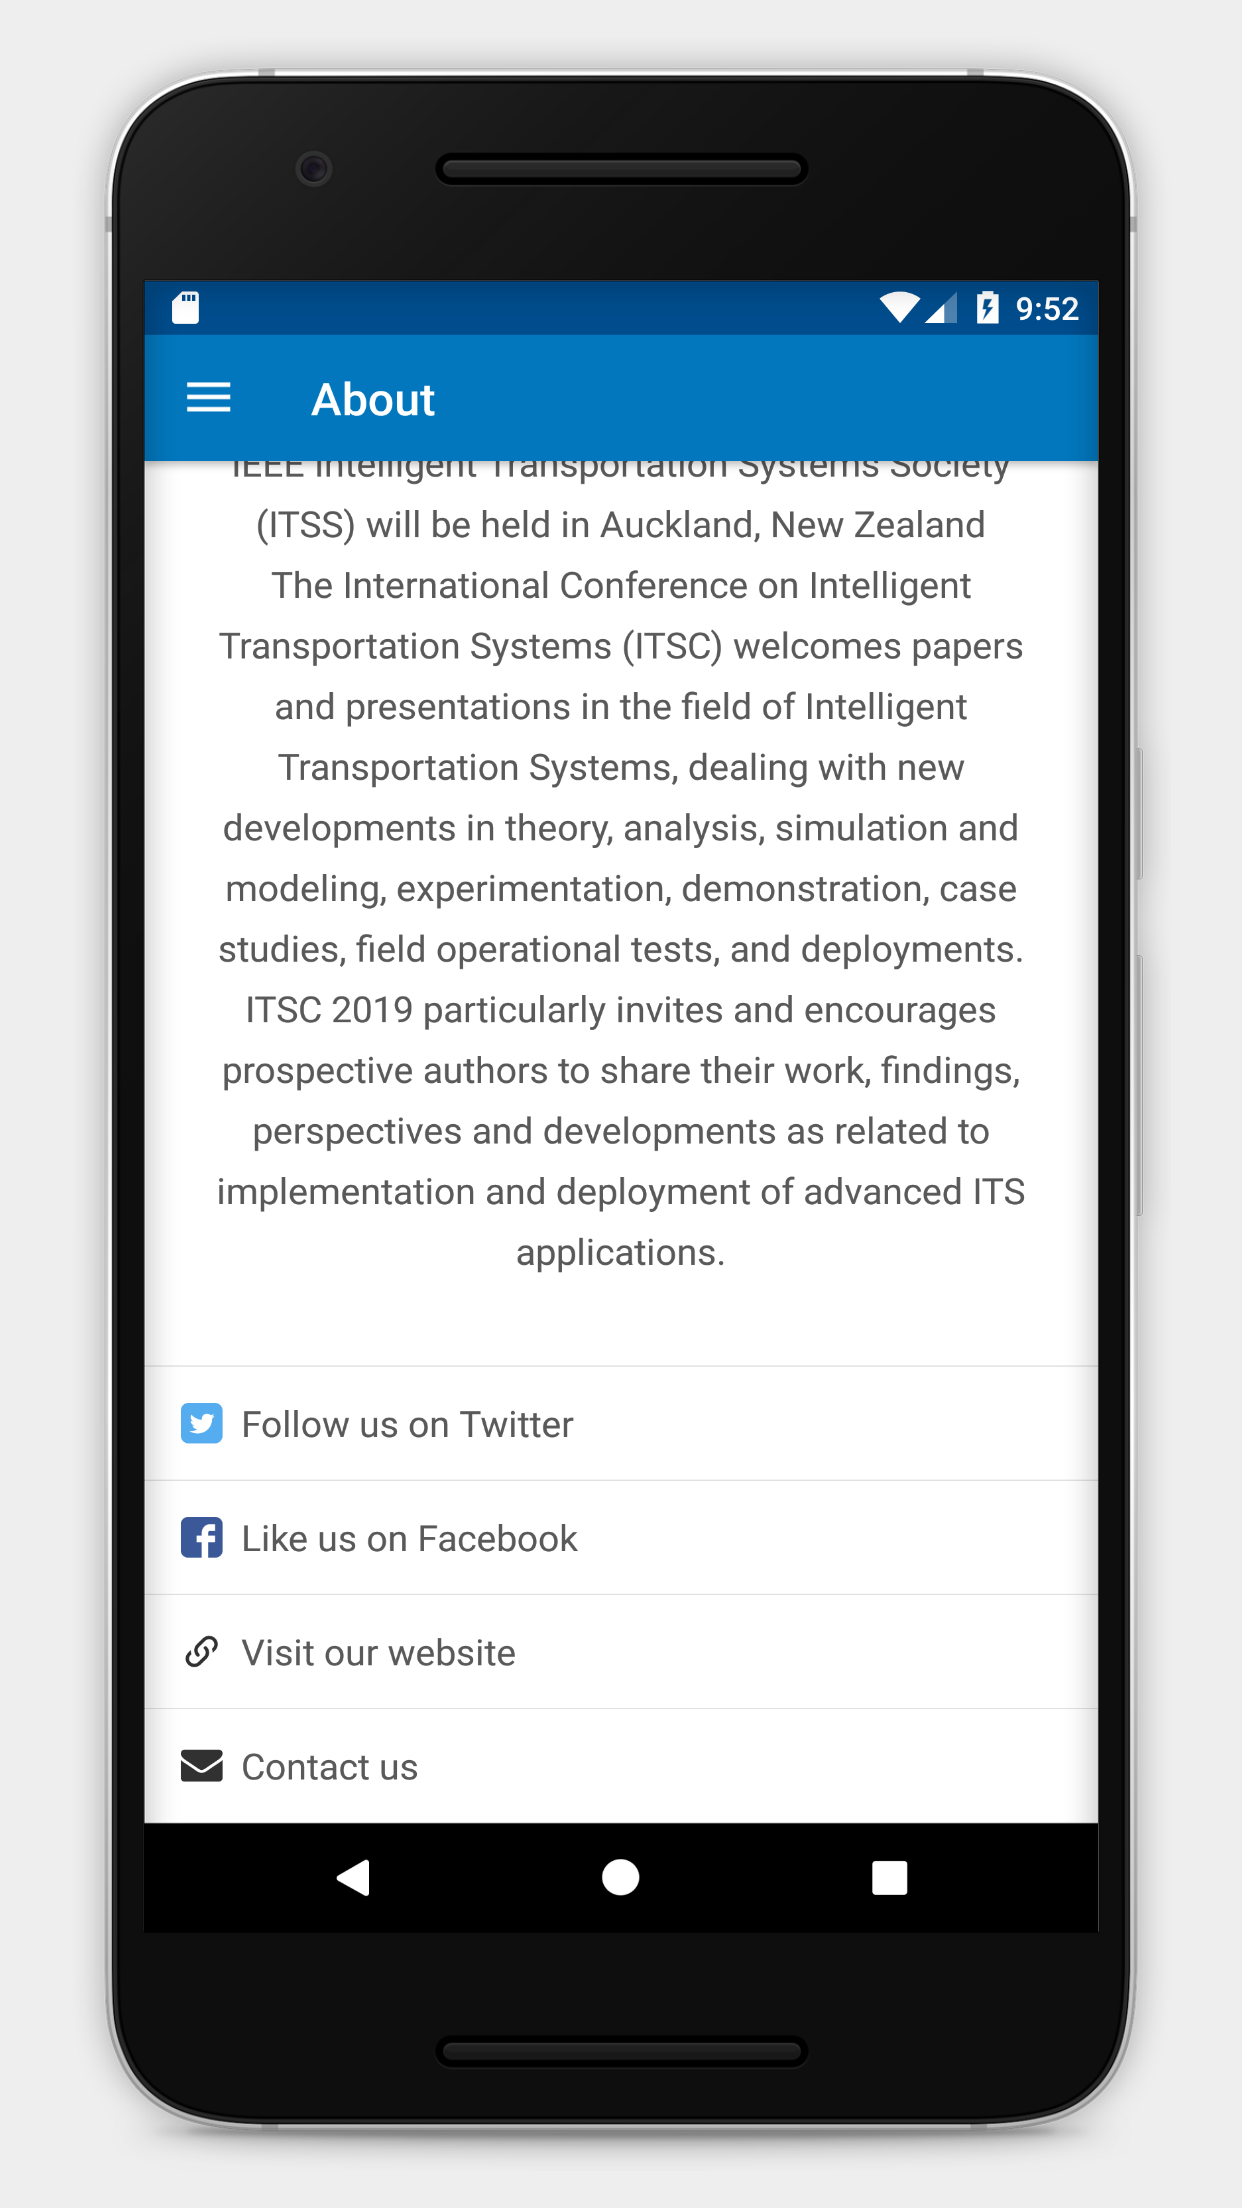 9:52
About
IEEE Intelligent Transportation Systems Society
(ITSS) will be held in Auckland, New Zealand
The International Conference on Intelligent
Transportation Systems (ITSC) welcomes papers
and presentations in the field of Intelligent
Transportation Systems, dealing with new
developments in theory, analysis, simulation and
modeling, experimentation, demonstration, case
studies, field operational tests, and deployments.
ITSC 2019 particularly invites and encourages
prospective authors to share their work, findings,
perspectives and developments as related to
implementation and deployment of advanced ITS
applications.
Follow us on Twitter
Like us on Facebook
Visit our website
Contact us